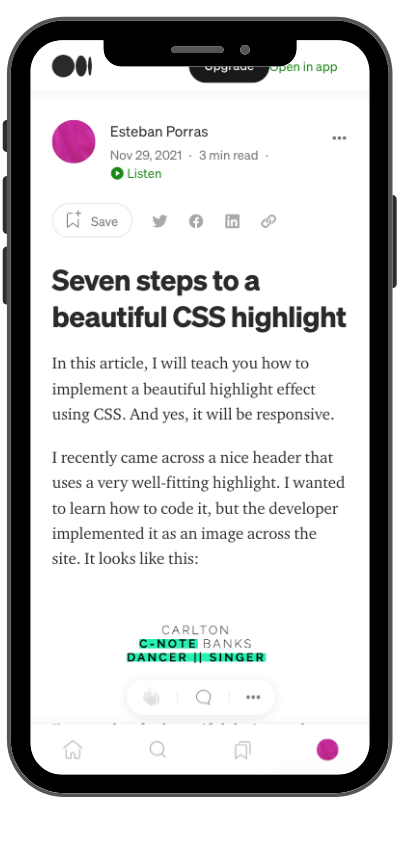 Upgrade Open in app
Esteban Porras
Nov 29, 2021 · 3 min read ·
Listen
Save
Seven steps to a
beautiful CSS highlight
In this article, I will teach you how to
implement a beautiful highlight effect
using CSS. And yes, it will be responsive.
I recently came across a nice header that
uses a very well-fitting highlight. I wanted
to learn how to code it, but the developer
implemented it as an image across the
site. It looks like this:
CARLTON
C-NOTE BANKS
DANCER || SINGER